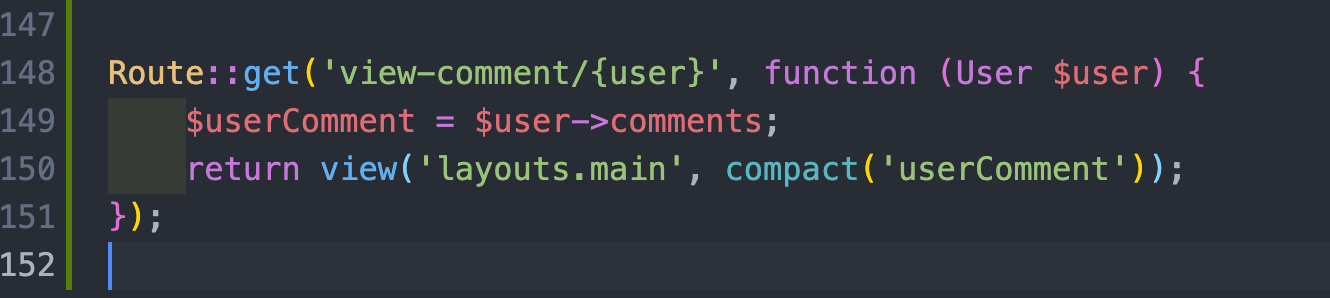 147
148 Route::get('view-comment/{user}', function (User $user) {
149     $userComment = $user->comments;
150     return view('layouts.main', compact('userComment'));
151 });
152